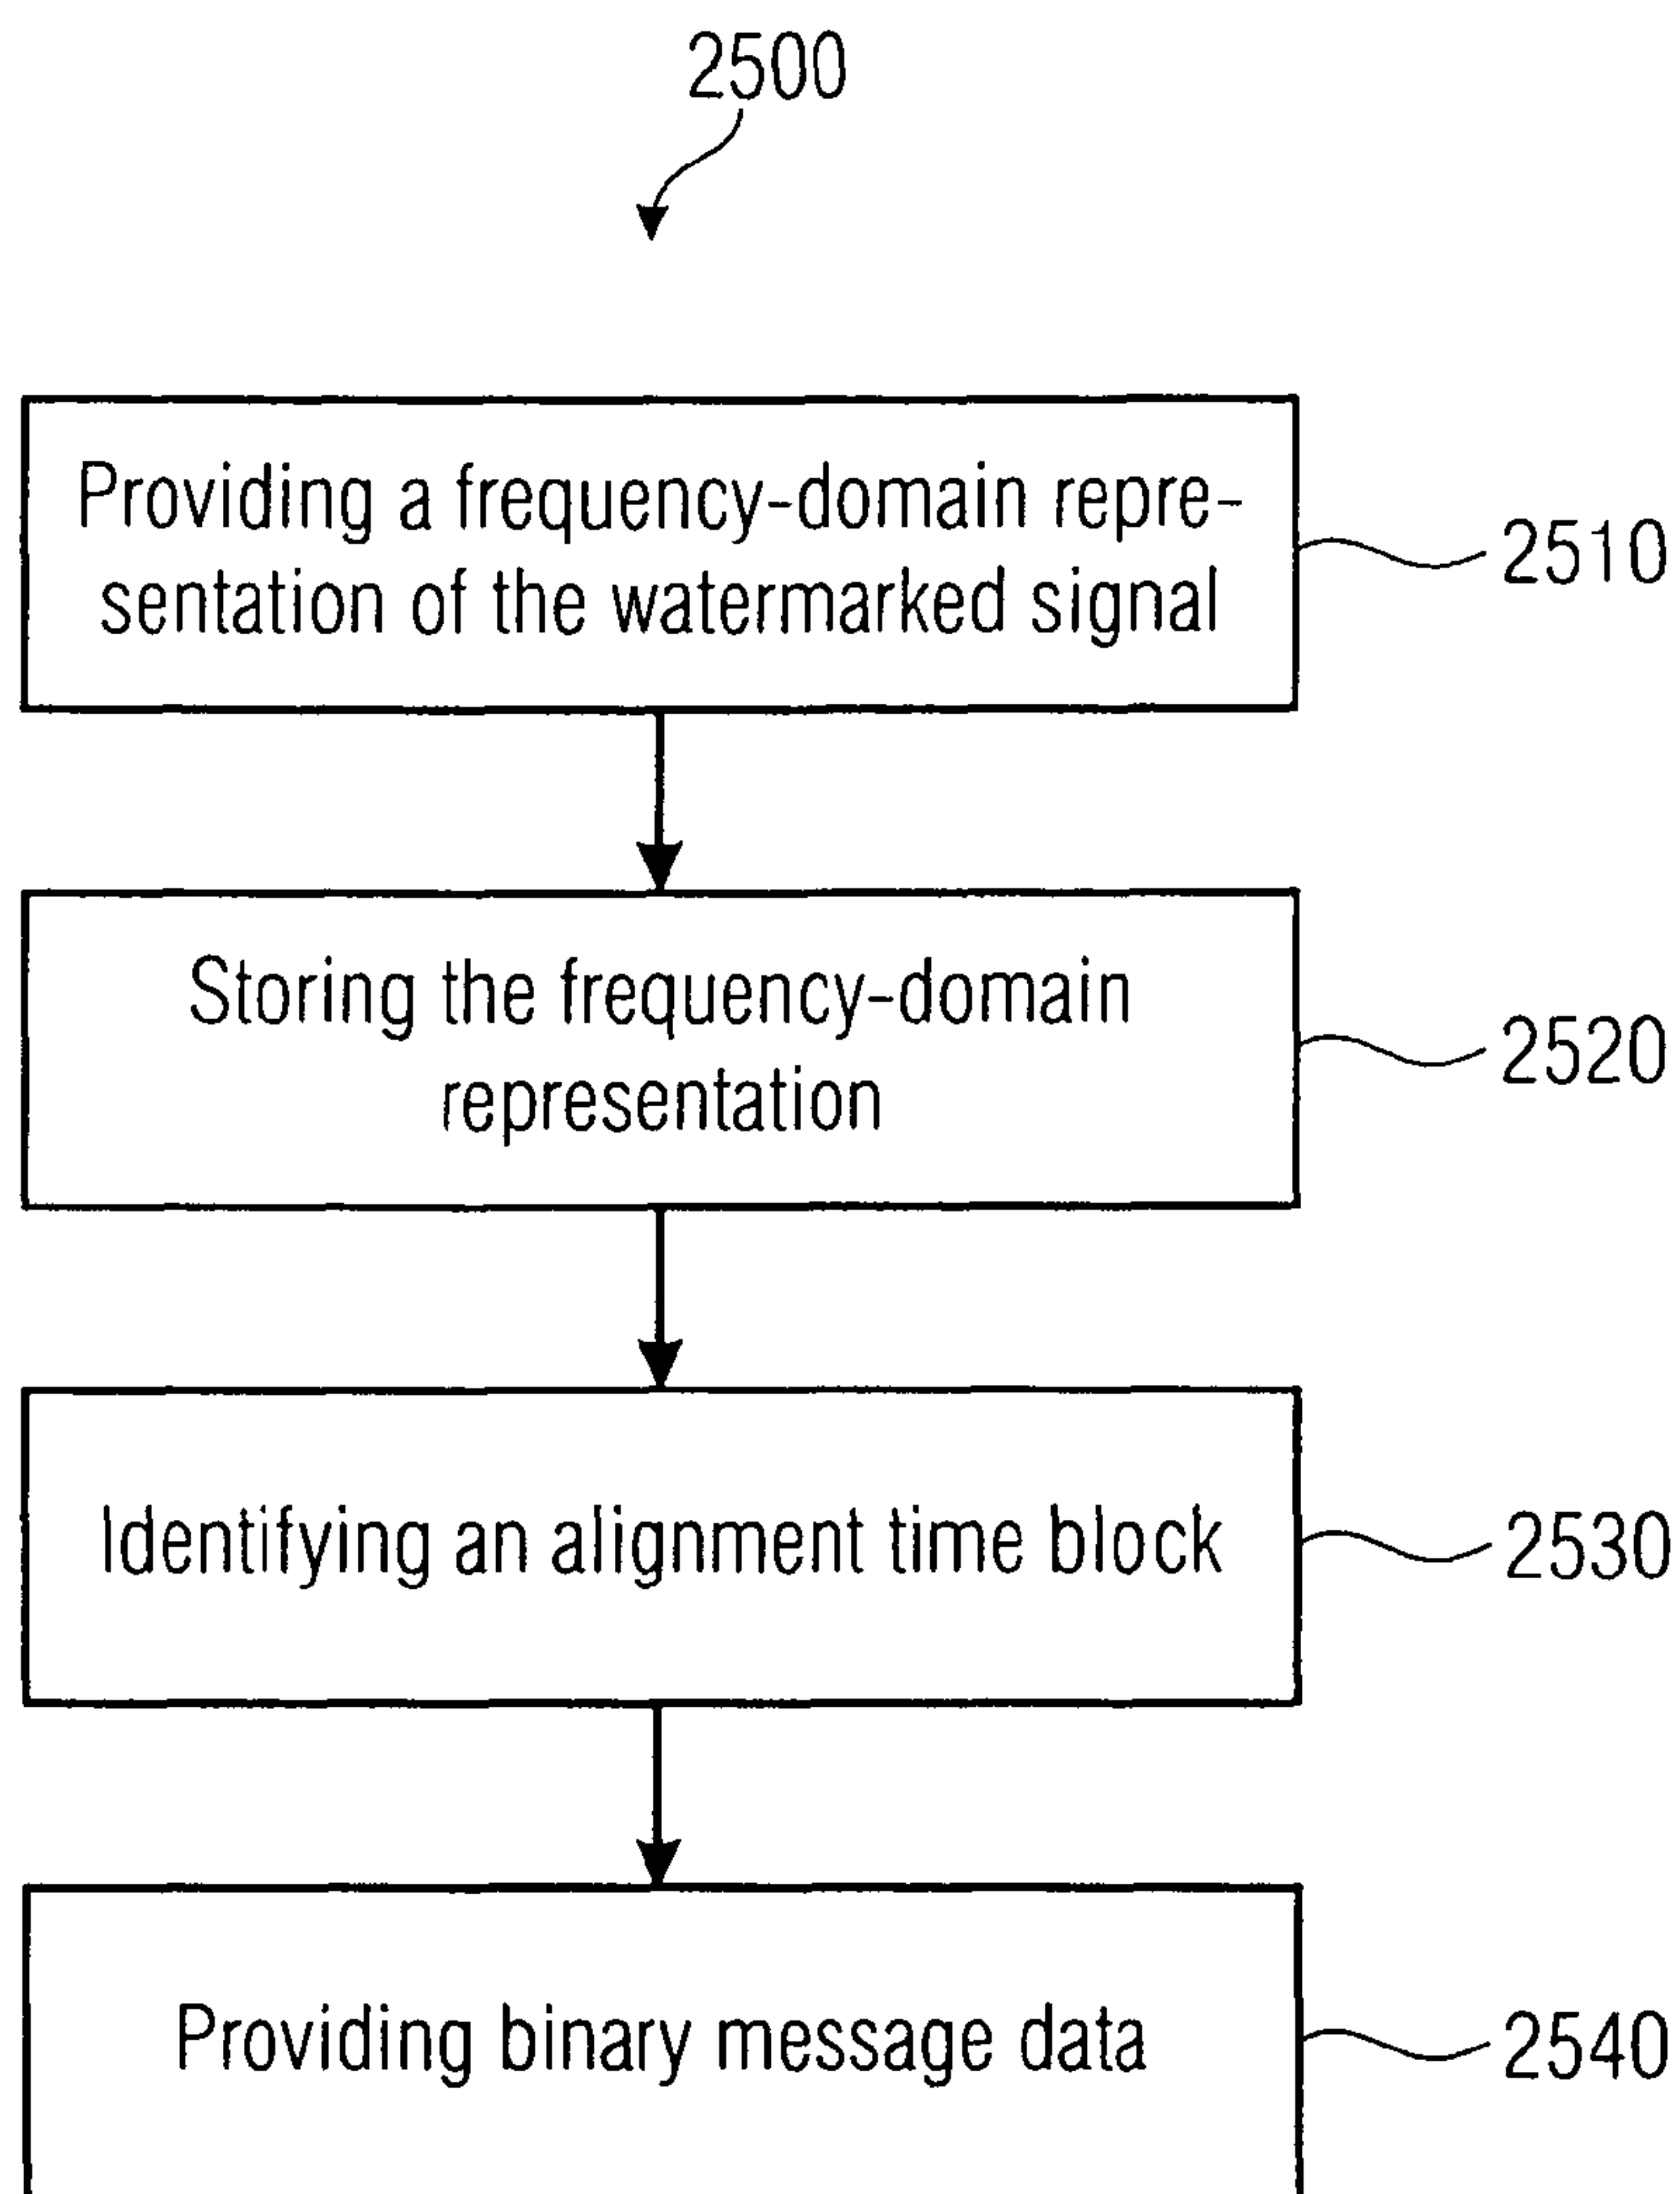 2500
Providing a frequency-domain repre-
sentation of the watermarked signal
2510
Storing the frequency-domain
representation
2520
Identifying an alignment time block
2530
Providing binary message data
2540